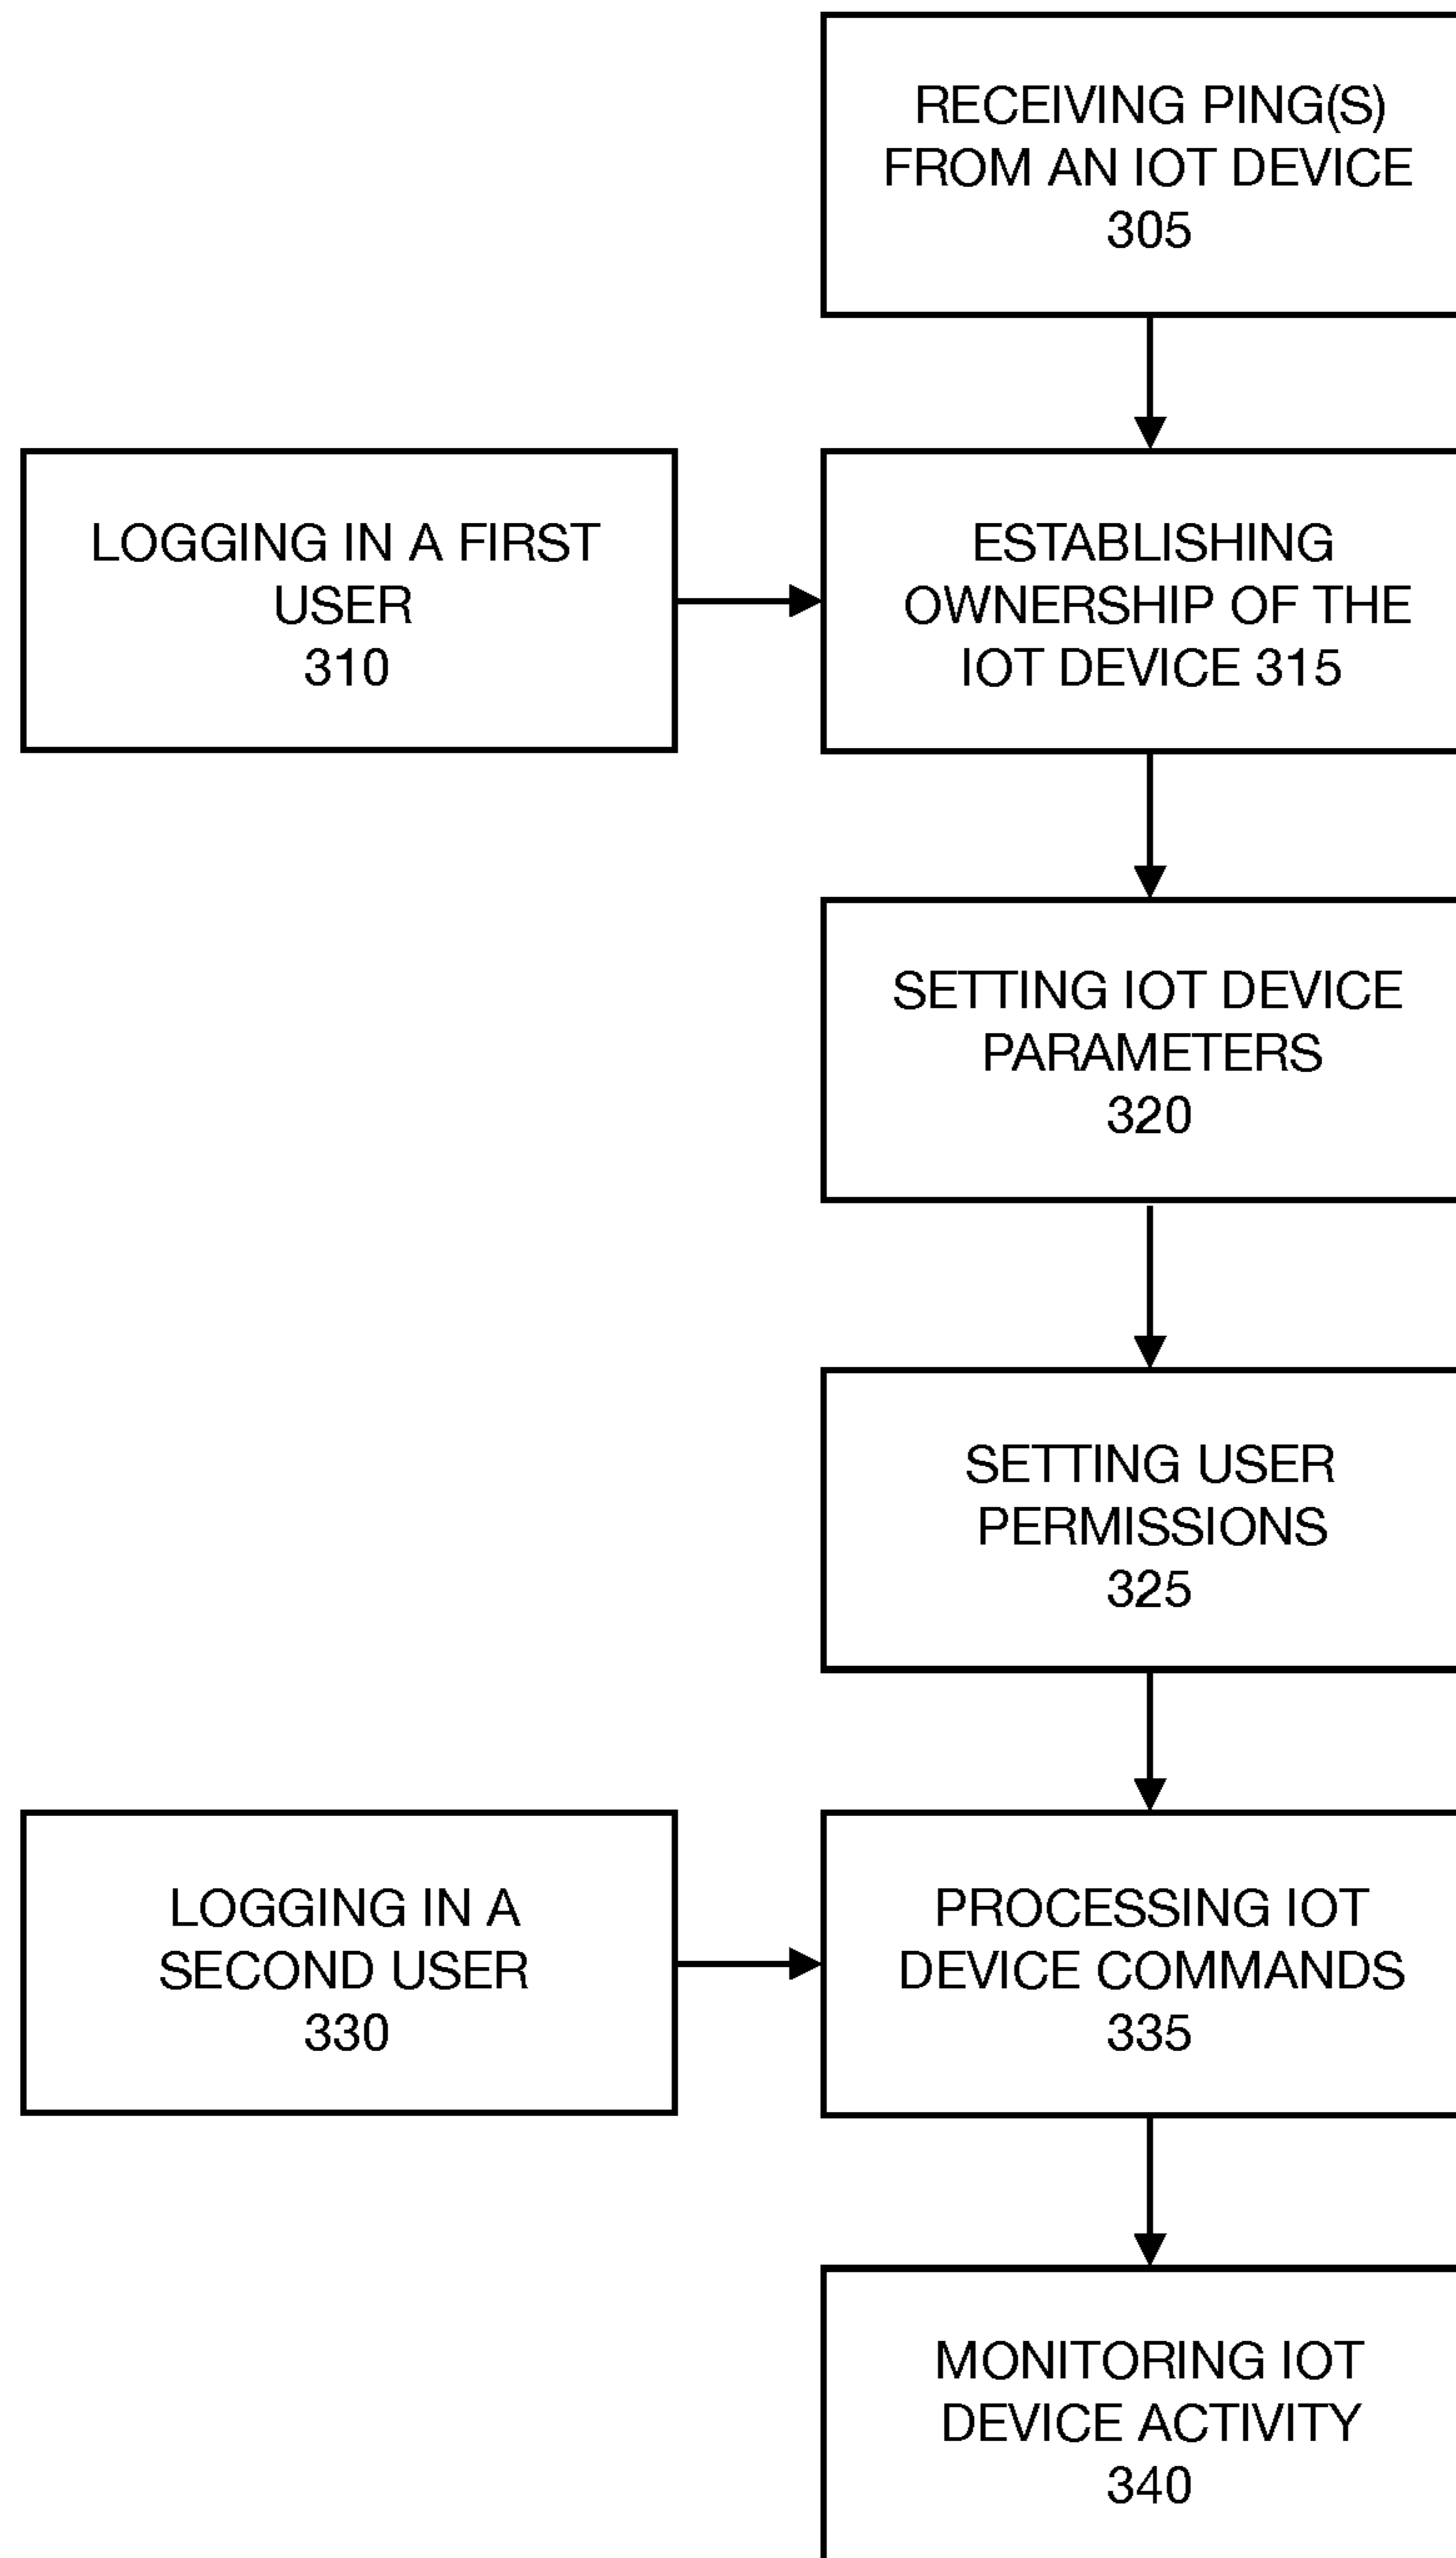 RECEIVING PING(S)
FROM AN IOT DEVICE
305
LOGGING IN A FIRST
USER
310
ESTABLISHING
OWNERSHIP OF THE
IOT DEVICE 315
SETTING IOT DEVICE
PARAMETERS
320
SETTING USER
PERMISSIONS
325
LOGGING IN A
SECOND USER
330
PROCESSING IOT
DEVICE COMMANDS
335
MONITORING IOT
DEVICE ACTIVITY
340